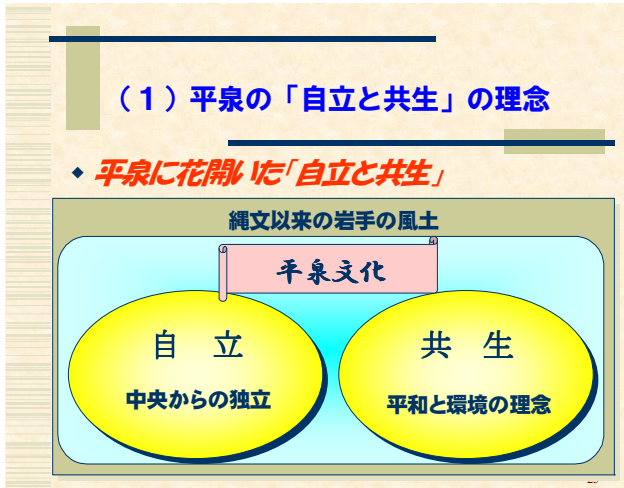 （1）平泉の「自立と共生」の理念
平泉に花開いた「自立と共生」
縄文以来の岩手の風土
平泉文化
自　立
中央からの独立
共　生
平和と環境の理念